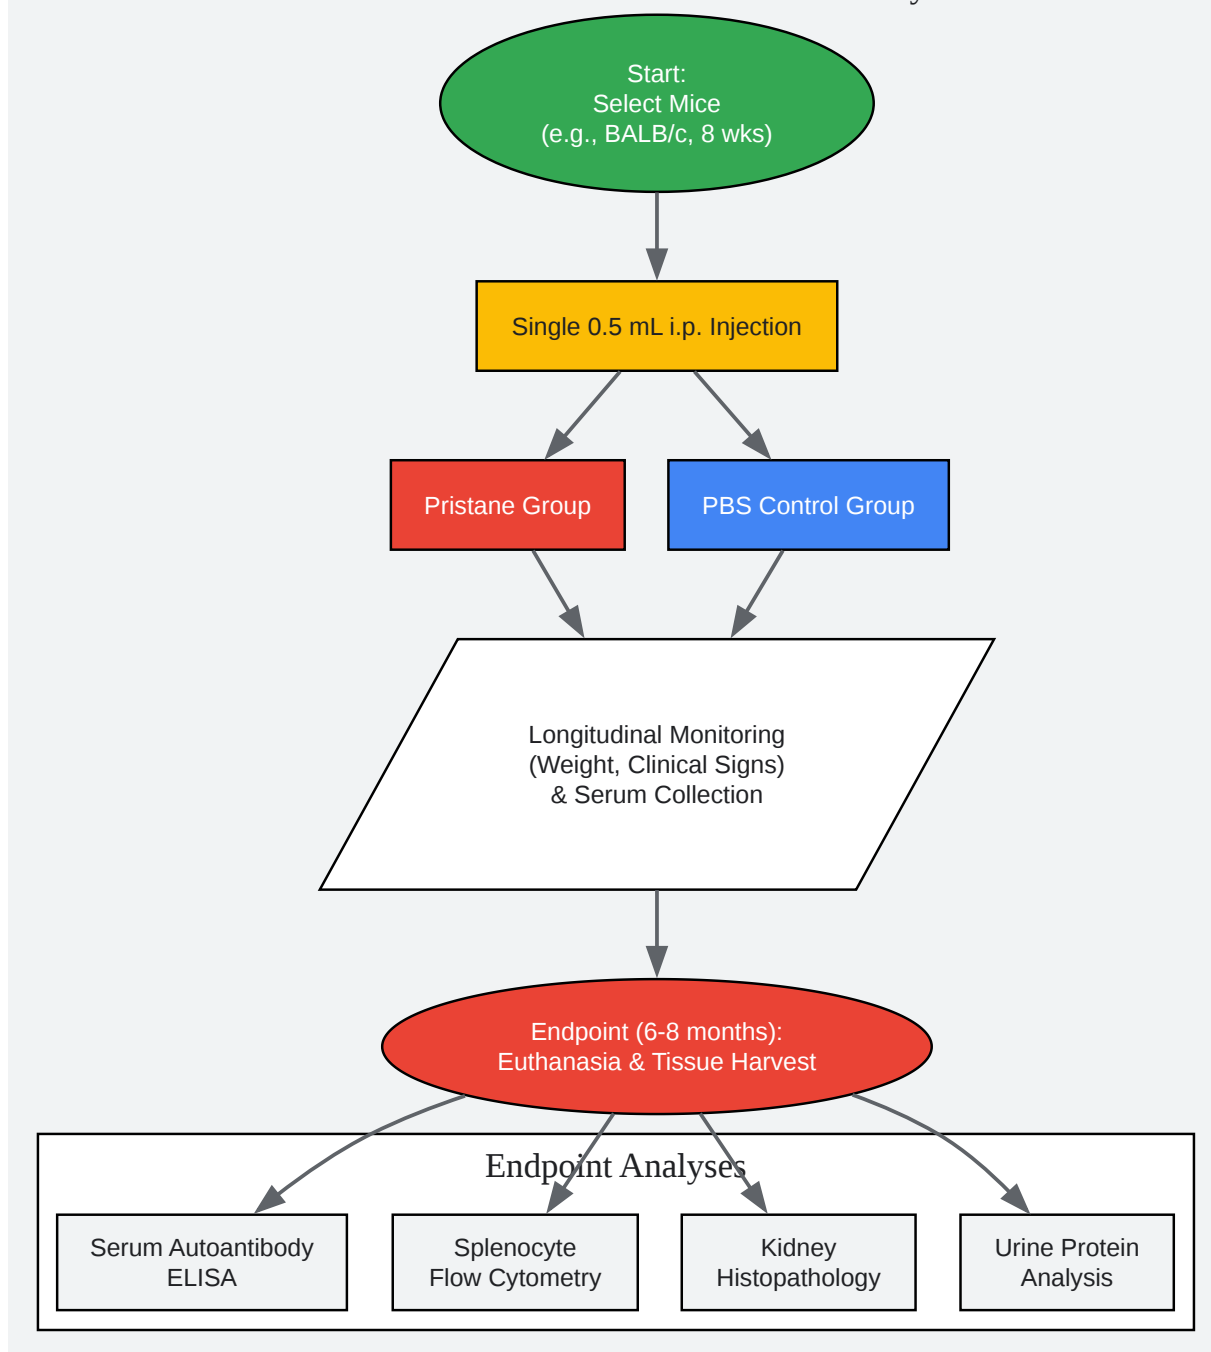 Start:
Select Mice
(e.g., BALB/c, 8 wks)
Single 0.5 mL i.p. Injection
Pristane Group
PBS Control Group
Longitudinal Monitoring
(Weight, Clinical Signs)
& Serum Collection
Endpoint (6-8 months):
Euthanasia & Tissue Harvest
Endpoint Analyses
Serum Autoantibody
ELISA
Splenocyte
Flow Cytometry
Kidney
Histopathology
Urine Protein
Analysis